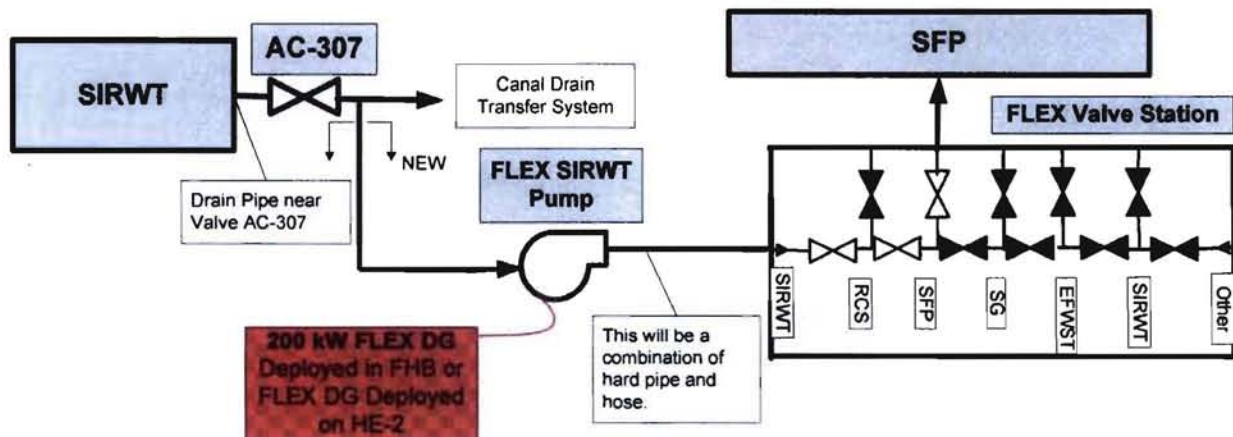 SIRWT
AC-307
Canal Drain
Transfer System
SFP
FLEX Valve Station
NEW
Drain Pipe near
Valve AC-307
FLEX SIRWT
Pump
200 kW FLEX DG
Deployed in FHB or
FLEX DG Deployed
on HE-2
This will be a
combination of
hard pipe and
hose.
SIRWT
RCS
SFP
SG
EFWST
SIRWT
Other